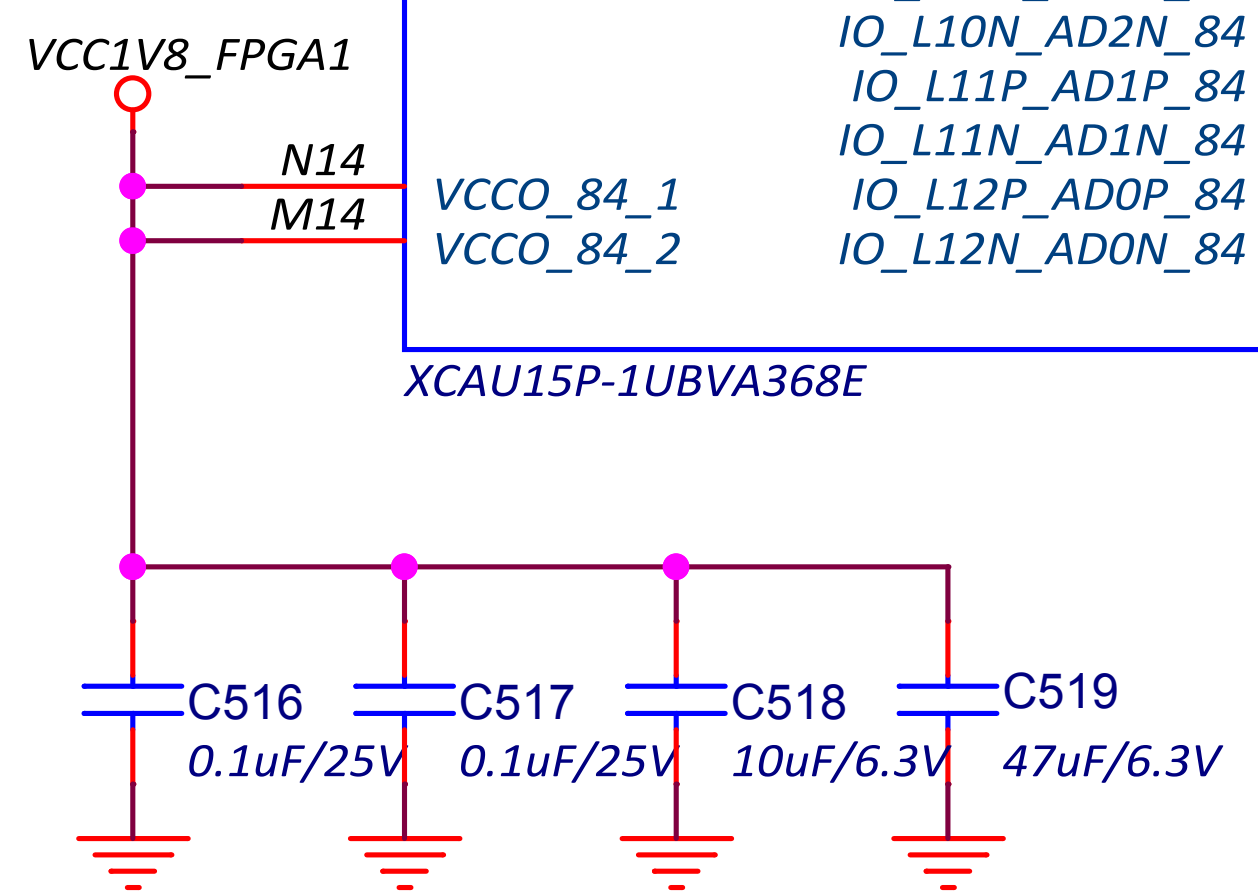 VCC1V8_FPGA1
N14
M14
VCCO_84_1
VCCO_84_2
IO_L10N_AD2N_84
IO_L11P_AD1P_84
IO_L11N_AD1N_84
IO_L12P_AD0P_84
IO_L12N_AD0N_84
XCAU15P-1UBVA368E
C516
0.1uF/25V
C517
0.1uF/25V
C518
10uF/6.3V
C519
47uF/6.3V